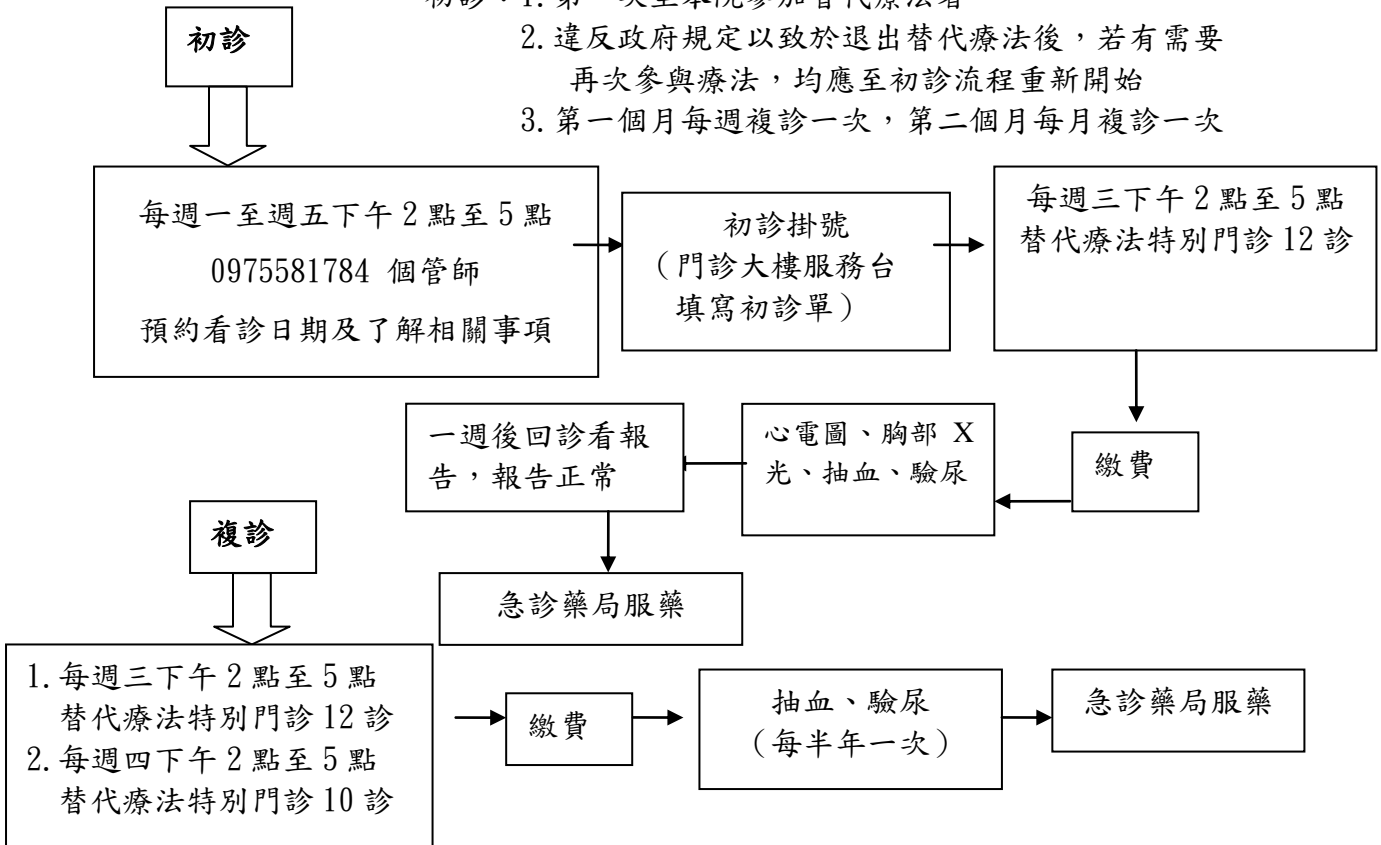 初診
2.違反政府規定以致於退出替代療法後，若有需要
再次參與療法，均應至初診流程重新開始
3.第一個月每週複診一次，第二個月每月複診一次
每週一至週五下午 2 點至 5 點
0975581784 個管師
預約看診日期及了解相關事項
初診掛號
（門診大樓服務台
填寫初診單）
每週三下午 2 點至 5 點
替代療法特別門診 12 診
繳費
心電圖、胸部 X
光、抽血、驗尿
一週後回診看報
告，報告正常
急診藥局服藥
複診
1.每週三下午 2 點至 5 點
替代療法特別門診 12 診
2.每週四下午 2 點至 5 點
替代療法特別門診 10 診
繳費
抽血、驗尿
（每半年一次）
急診藥局服藥